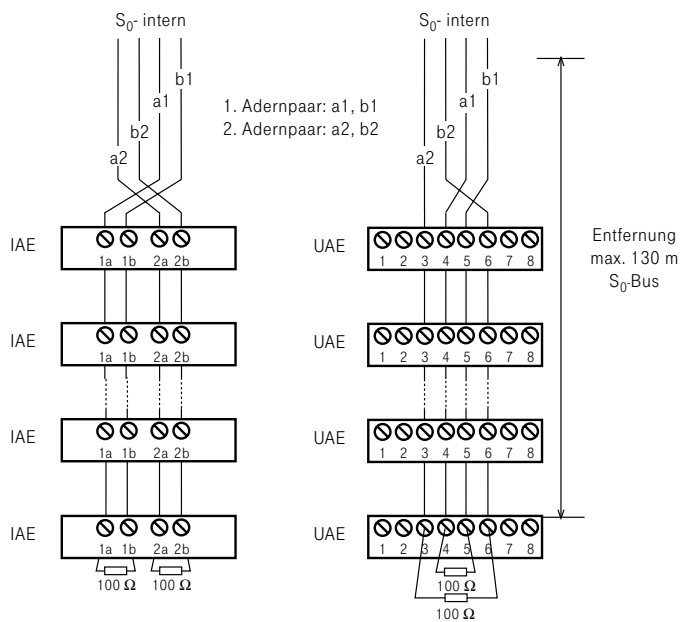 S0- intern
b1
a1
b2
a2
1. Adernpaar: a1, b1
2. Adernpaar: a2, b2
IAE
1a 1b 2a 2b
IAE
1a 1b 2a 2b
IAE
1a 1b 2a 2b
IAE
1a 1b 2a 2b
100 Ω 100 Ω
S0- intern
b1
a1
b2
a2
UAE
1 2 3 4 5 6 7 8
UAE
1 2 3 4 5 6 7 8
UAE
1 2 3 4 5 6 7 8
UAE
1 2 3 4 5 6 7 8
100 Ω
100 Ω
Entfernung
max. 130 m
S0-Bus